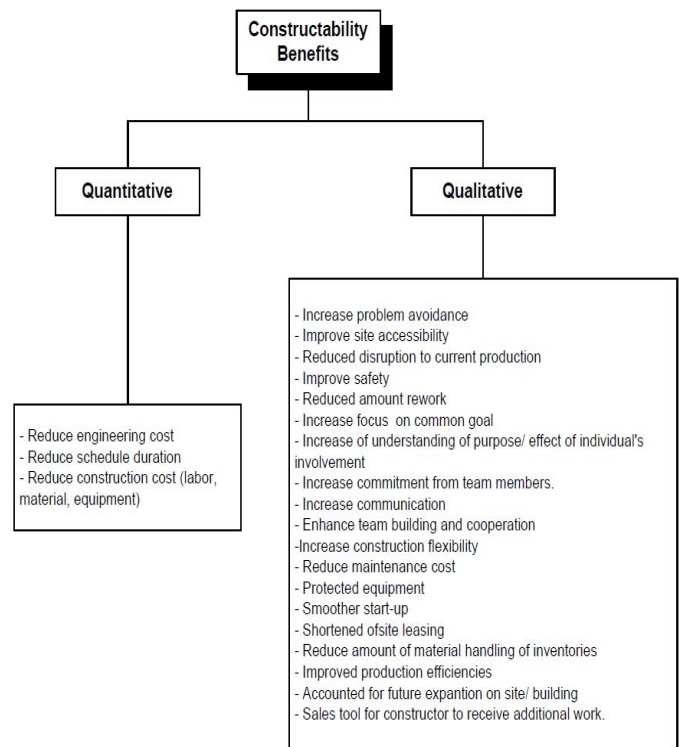 Constructability
Benefits
Quantitative
Qualitative
- Reduce engineering cost
- Reduce schedule duration
- Reduce construction cost (labor,
material, equipment)
- Increase problem avoidance
- Improve site accessibility
- Reduced disruption to current production
- Improve safety
- Reduced amount rework
- Increase focus on common goal
- Increase of understanding of purpose/ effect of individual's
involvement
- Increase commitment from team members.
- Increase communication
- Enhance team building and cooperation
-Increase construction flexibility
- Reduce maintenance cost
- Protected equipment
- Smoother start-up
- Shortened ofsite leasing
- Reduce amount of material handling of inventories
- Improved production efficiencies
- Accounted for future expantion on site/ building
- Sales tool for constructor to receive additional work.